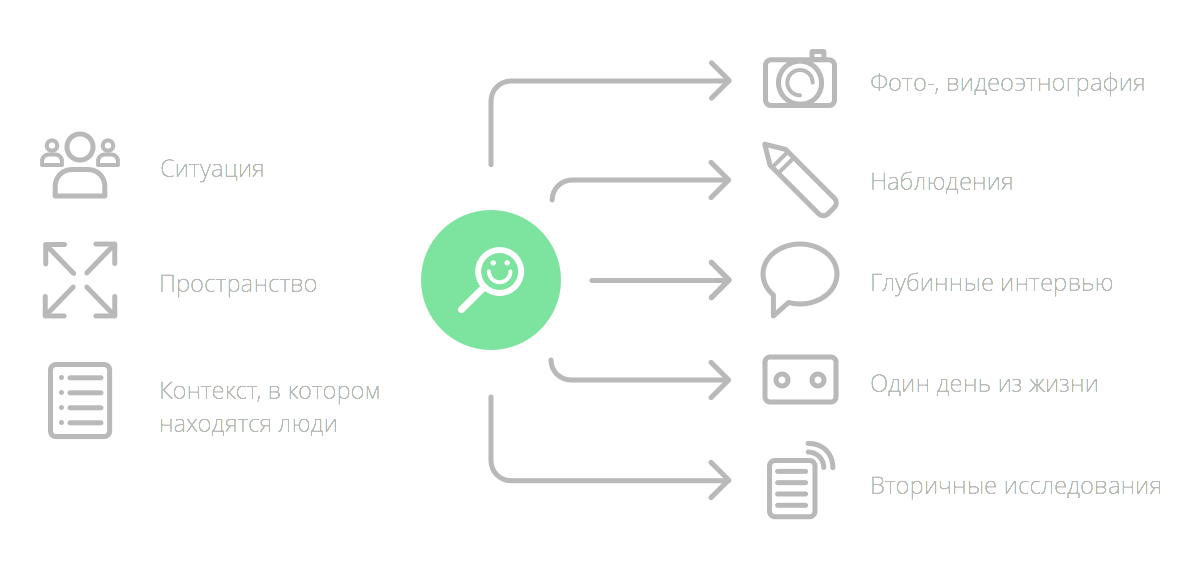 Ситуация
Пространство
Контекст, в котором
находятся люди
Фото-, видеоэтнография
Наблюдения
Глубинные интервью
Один день из жизни
Вторичные исследования